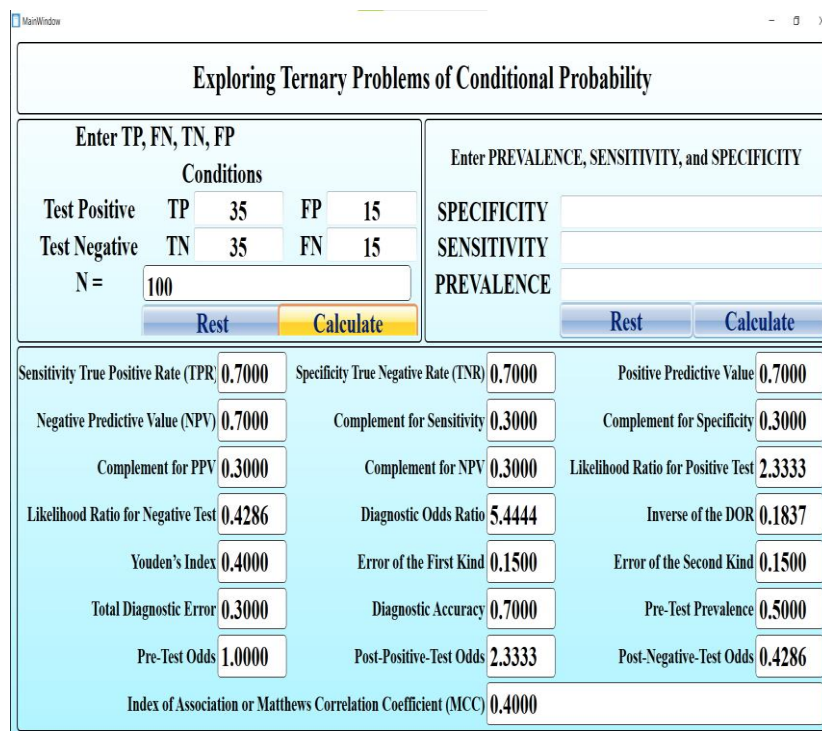 MainWindow
Exploring Ternary Problems of Conditional Probability
Enter TP, FN, TN, FP
Conditions
Test Positive TP 35 FP 15
Test Negative TN 35 FN 15
N = 100
Rest Calculate
Enter PREVALENCE, SENSITIVITY, and SPECIFICITY
SPECIFICITY
SENSITIVITY
PREVALENCE
Rest Calculate
Sensitivity True Positive Rate (TPR) 0.7000 Specificity True Negative Rate (TNR) 0.7000 Positive Predictive Value 0.7000
Negative Predictive Value (NPV) 0.7000 Complement for Sensitivity 0.3000 Complement for Specificity 0.3000
Complement for PPV 0.3000 Complement for NPV 0.3000 Likelihood Ratio for Positive Test 2.3333
Likelihood Ratio for Negative Test 0.4286 Diagnostic Odds Ratio 5.4444 Inverse of the DOR 0.1837
Youden's Index 0.4000 Error of the First Kind 0.1500 Error of the Second Kind 0.1500
Total Diagnostic Error 0.3000 Diagnostic Accuracy 0.7000 Pre-Test Prevalence 0.5000
Pre-Test Odds 1.0000 Post-Positive-Test Odds 2.3333 Post-Negative-Test Odds 0.4286
Index of Association or Matthews Correlation Coefficient (MCC) 0.4000